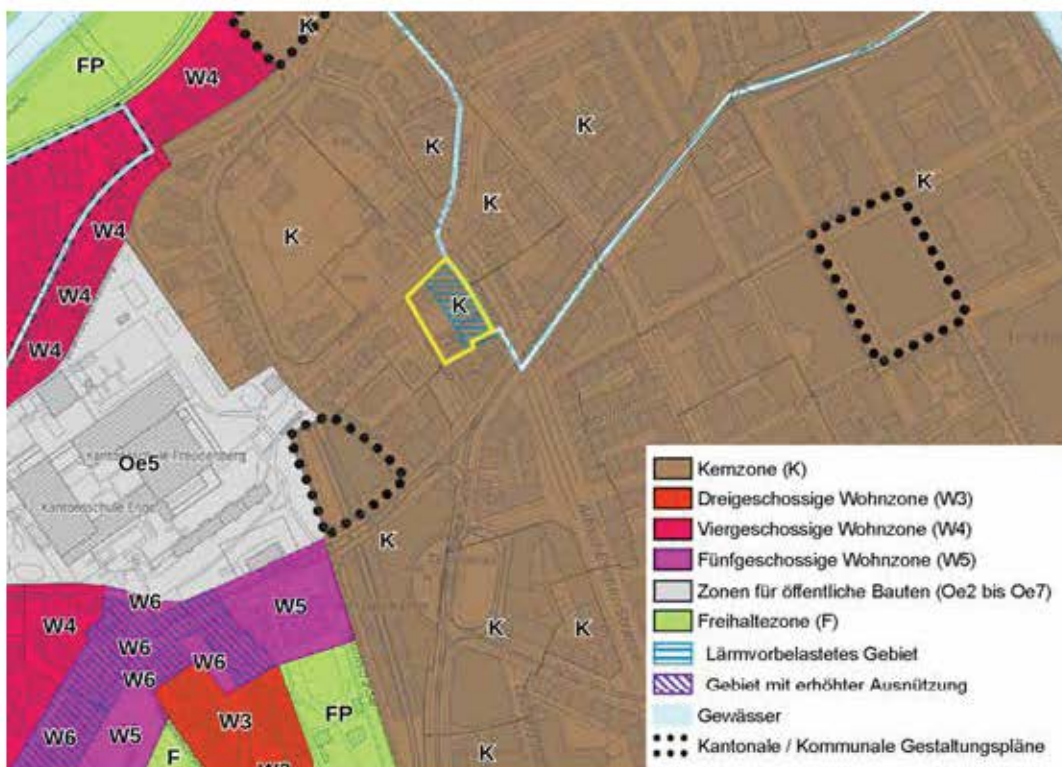 K
FP
W4
K
K
K
K
W4
K
K
W4
W4
Oe5
Kantonsschule Freudenberg
Kantonsschule Enge
K
W6
W5
W4
W6
W6
W6
K
K
W3
FP
W6
W5
F
K
Kernzone (K)
Dreigeschossige Wohnzone (W3)
Viergeschossige Wohnzone (W4)
Fünfgeschossige Wohnzone (W5)
Zonen für öffentliche Bauten (Oe2 bis Oe7)
Freihaltezone (F)
Lärmvorbelastetes Gebiet
Gebiet mit erhöhter Ausnützung
Gewässer
Kantonale / Kommunale Gestaltungspläne